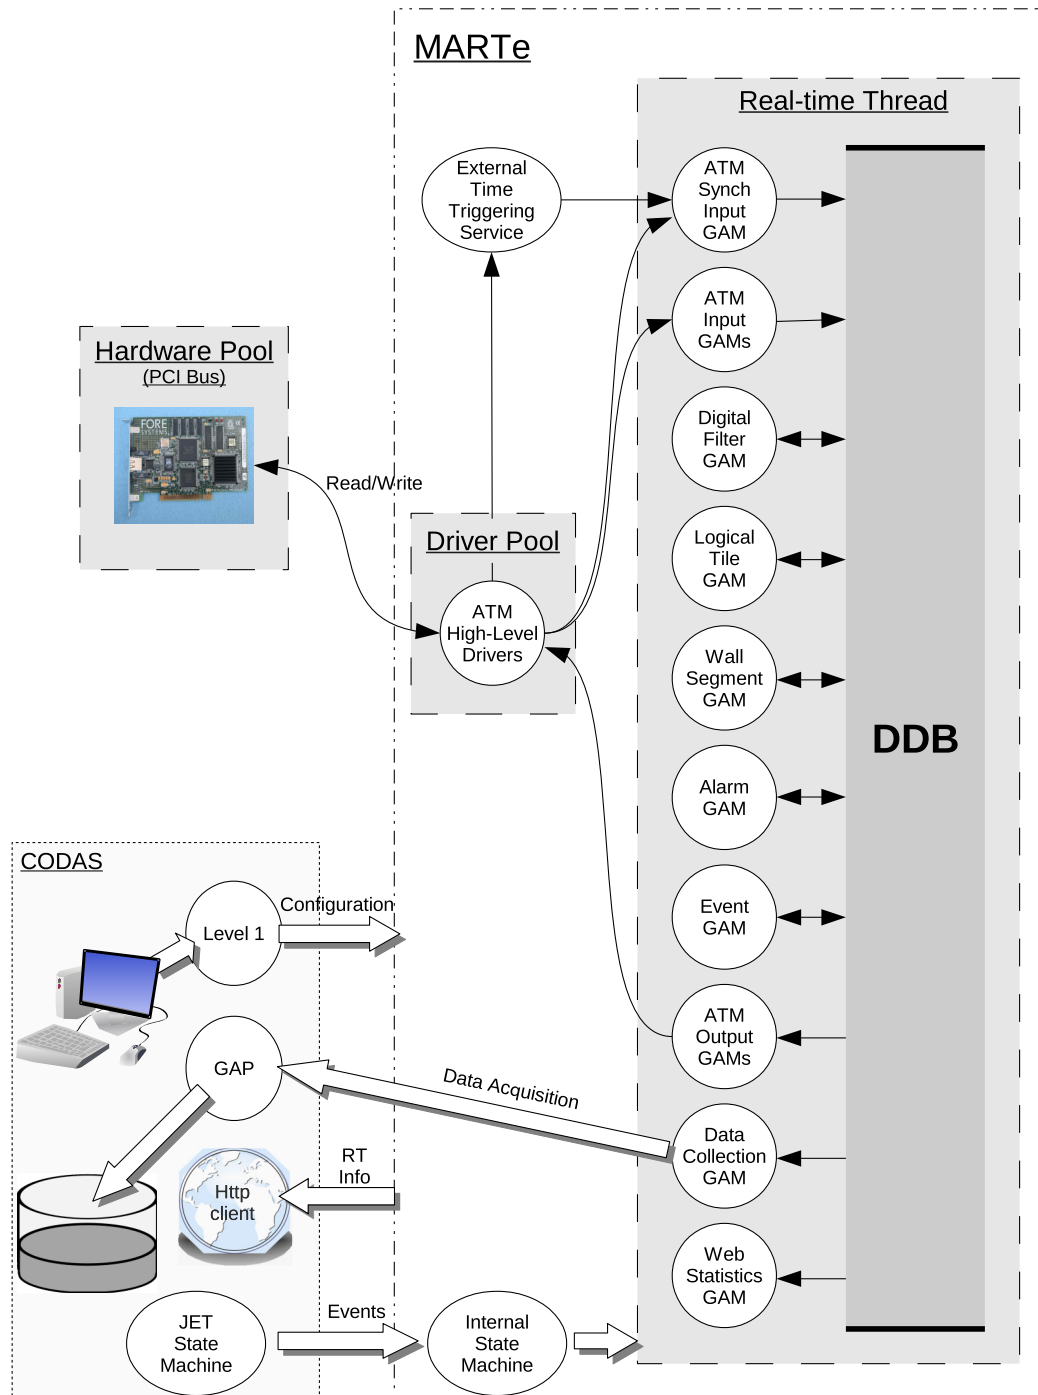 MARTe
Real-time Thread
External
Time
Triggering
Service
ATM
Synch
Input
GAM
ATM
Input
GAMs
Hardware Pool
(PCI Bus)
FORE
SYSTEMS
Read/Write
Digital
Filter
GAM
Driver Pool
ATM
High-Level
Drivers
Logical
Tile
GAM
Wall
Segment
GAM
DDB
Alarm
GAM
CODAS
Level 1
Configuration
Event
GAM
GAP
Data Acquisition
ATM
Output
GAMs
Data
Collection
GAM
RT
Info
Http
client
Web
Statistics
GAM
JET
State
Machine
Events
Internal
State
Machine